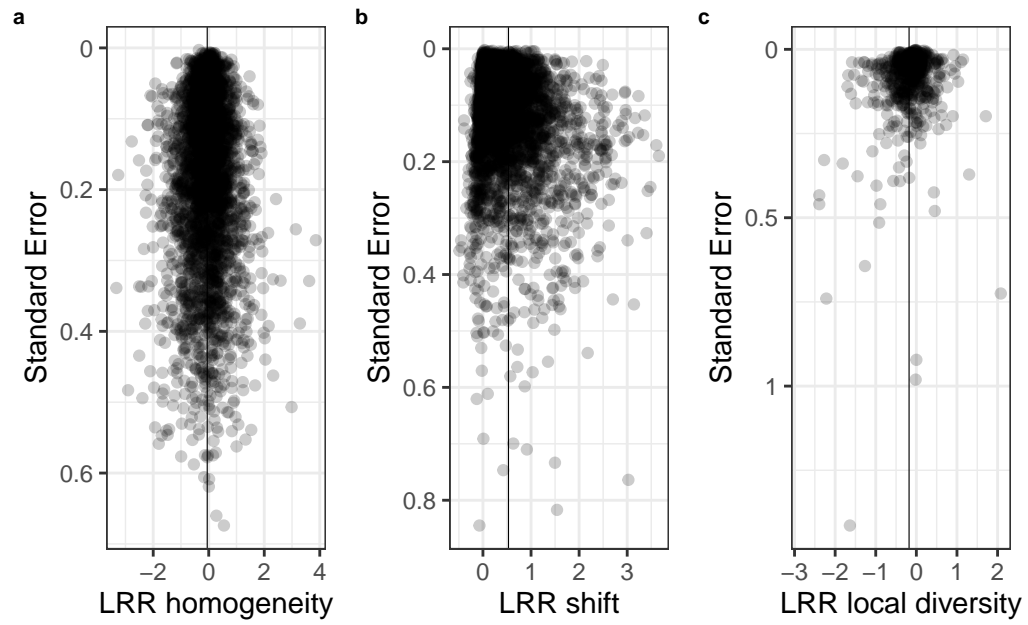 a
0
0.2
0.4
0.6
Standard Error
−2 0 2 4
LRR homogeneity
b
0
0.2
0.4
0.6
0.8
Standard Error
0 1 2 3
LRR shift
c
0
0.5
1
Standard Error
−3 −2 −1 0 1 2
LRR local diversity